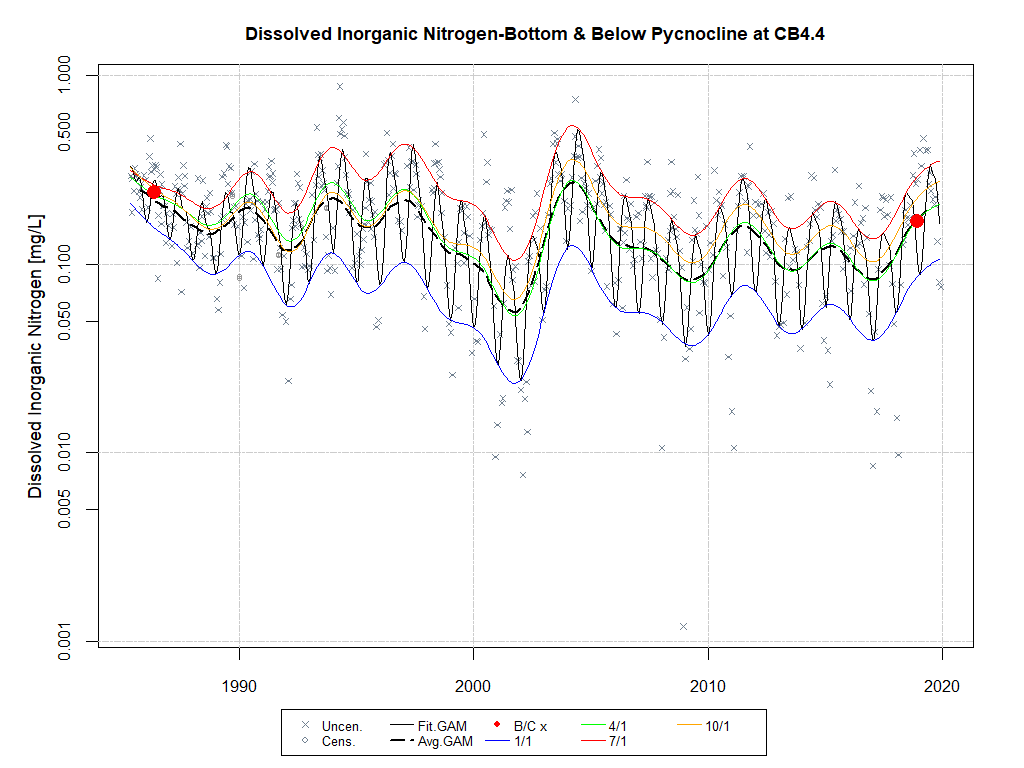 Dissolved Inorganic Nitrogen-Bottom & Below Pycnocline at CB4.4
Dissolved Inorganic Nitrogen [mg/L]
1.000
0.500
0.100
0.050
0.010
0.005
0.001
1990 2000 2010 2020
Uncen. Fit.GAM B/C x 4/1 10/1
Cens. Avg.GAM 1/1 7/1